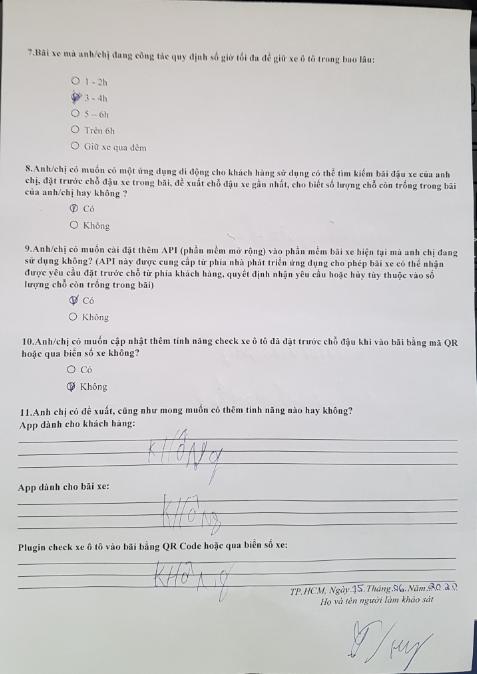 7.Bãi xe mà anh/chị đang công tác quy định số giờ tối đa để giữ xe ô tô trong bao lâu:
1 - 2h
3 - 4h
5 - 6h
Trên 6h
Giữ xe qua đêm
8.Anh/chị có muốn có một ứng dụng di động cho khách hàng sử dụng có thể tìm kiếm bãi đậu xe của anh
chị, đặt trước chỗ đậu xe trong bãi, đề xuất chỗ đậu xe gần nhất, cho biết số lượng chỗ còn trống trong bãi
của anh/chị hay không ?
Có
Không
9.Anh/chị có muốn cài đặt thêm API (phần mềm mở rộng) vào phần mềm bãi xe hiện tại mà anh chị đang
sử dụng không? (API này được cung cấp từ phía nhà phát triển ứng dụng cho phép bãi xe có thể nhận
được yêu cầu đặt trước chỗ từ phía khách hàng, quyết định nhận yêu cầu hoặc hủy tùy thuộc vào số
lượng chỗ còn trống trong bãi)
Có
Không
10.Anh/chị có muốn cập nhật thêm tính năng check xe ô tô đã đặt trước chỗ đậu khi vào bãi bằng mã QR
hoặc qua biển số xe không?
Có
Không
11.Anh chị có đề xuất, cũng như mong muốn có thêm tính năng nào hay không?
App dành cho khách hàng:
KHÔNg
App dành cho bãi xe:
KHÔNg
Plugin check xe ô tô vào bãi bằng QR Code hoặc qua biển số xe:
KHÔNg
TP.HCM, Ngày 15 Tháng 06 Năm 2020
Họ và tên người làm khảo sát